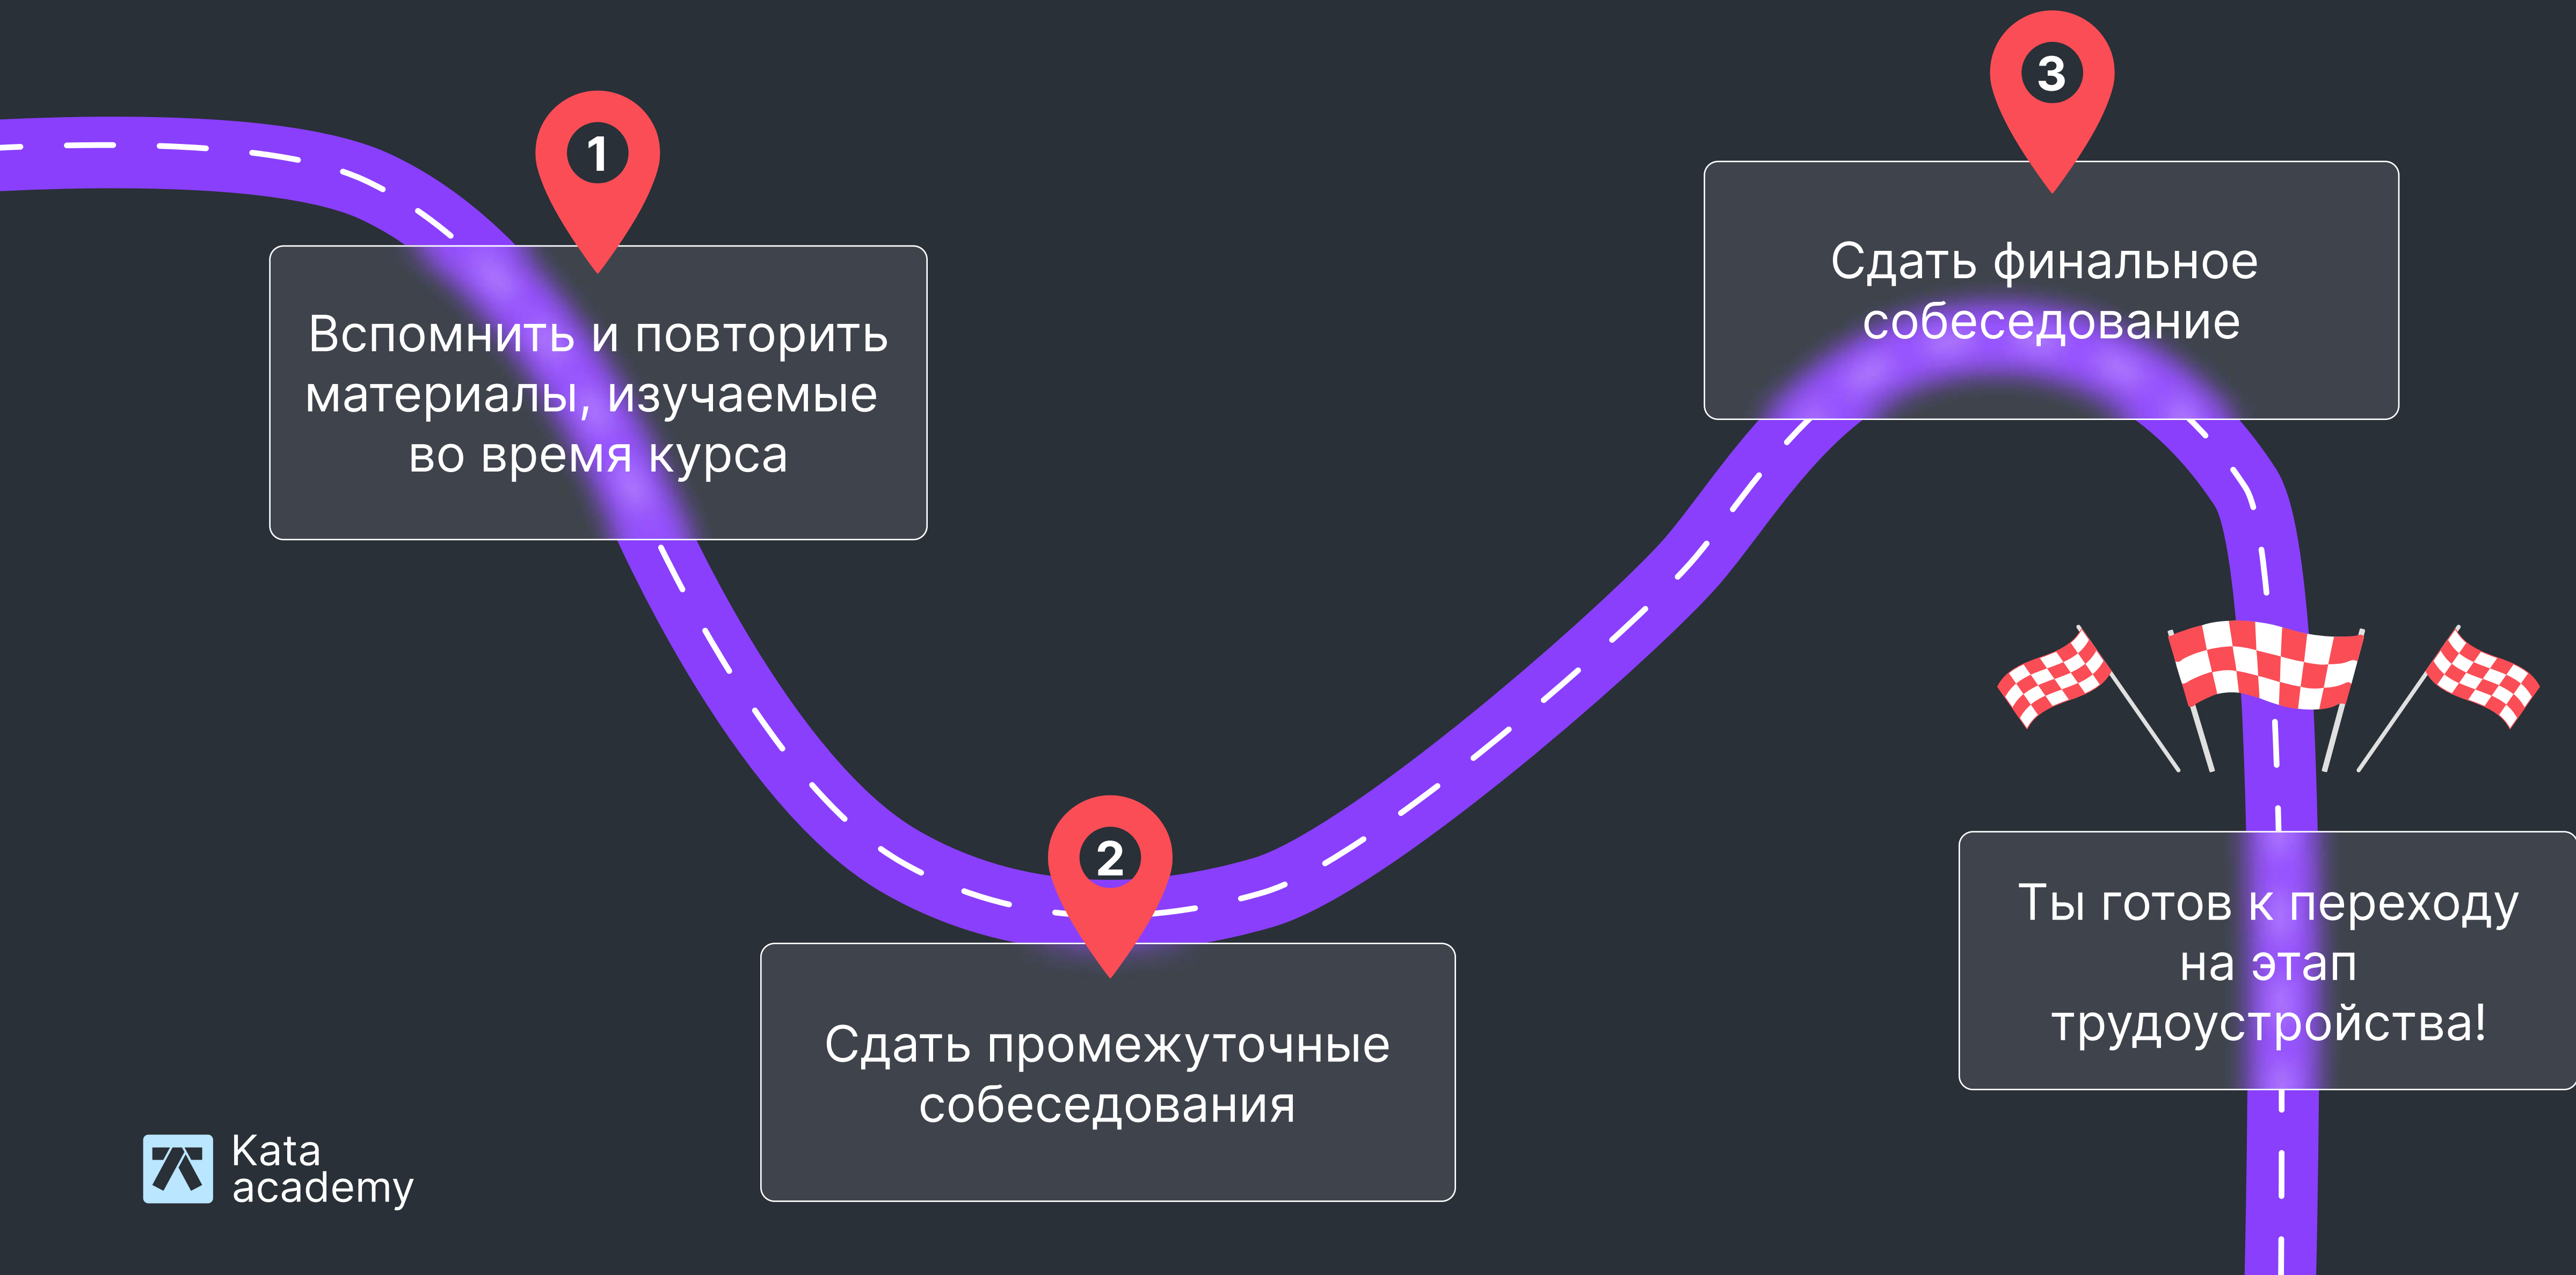 1
Вспомнить и повторить
материалы, изучаемые
во время курса
2
Сдать промежуточные
собеседования
3
Сдать финальное
собеседование
Ты готов к переходу
на этап
трудоустройства!
Kata
academy